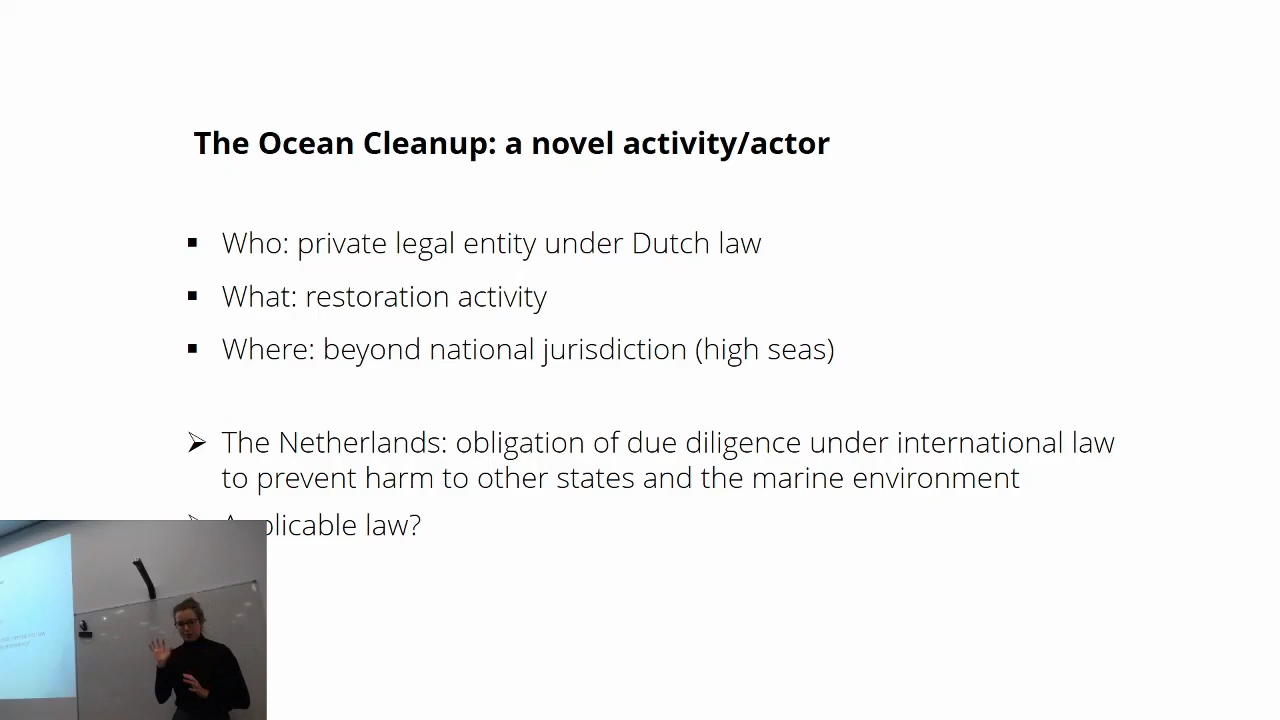 The Ocean Cleanup: a novel activity/actor
▪ Who: private legal entity under Dutch law
▪ What: restoration activity
▪ Where: beyond national jurisdiction (high seas)
➢ The Netherlands: obligation of due diligence under international law
to prevent harm to other states and the marine environment
➢ Applicable law?